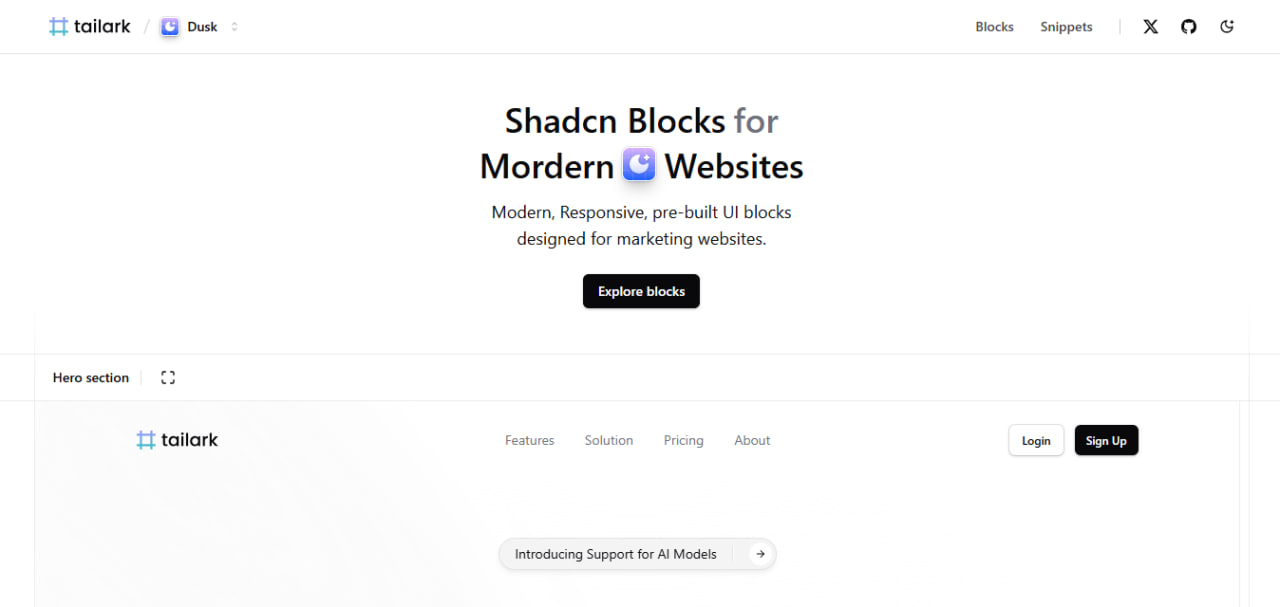 tailark / Dusk Blocks Snippets
Shadcn Blocks for
Mordern Websites
Modern, Responsive, pre-built UI blocks
designed for marketing websites.
Explore blocks
Hero section
tailark Features Solution Pricing About Login Sign Up
Introducing Support for AI Models →